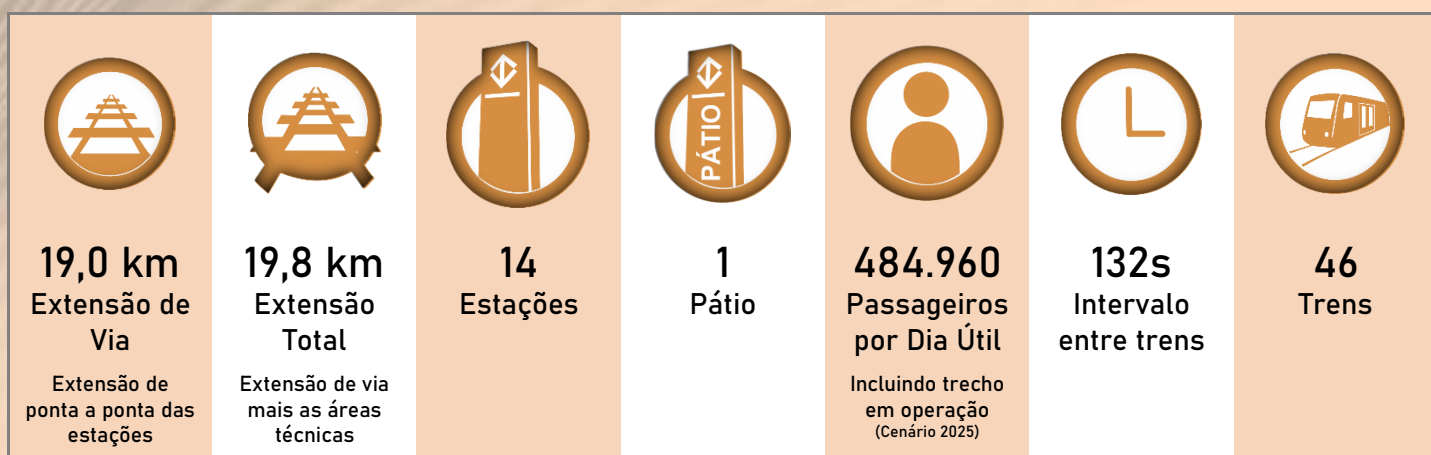 19,0 km
Extensão de
Via
Extensão de
ponta a ponta das
estações
19,8 km
Extensão
Total
Extensão de via
mais as áreas
técnicas
14
Estações
PÁTIO
1
Pátio
484.960
Passageiros
por Dia Útil
Incluindo trecho
em operação
(Cenário 2025)
132s
Intervalo
entre trens
46
Trens